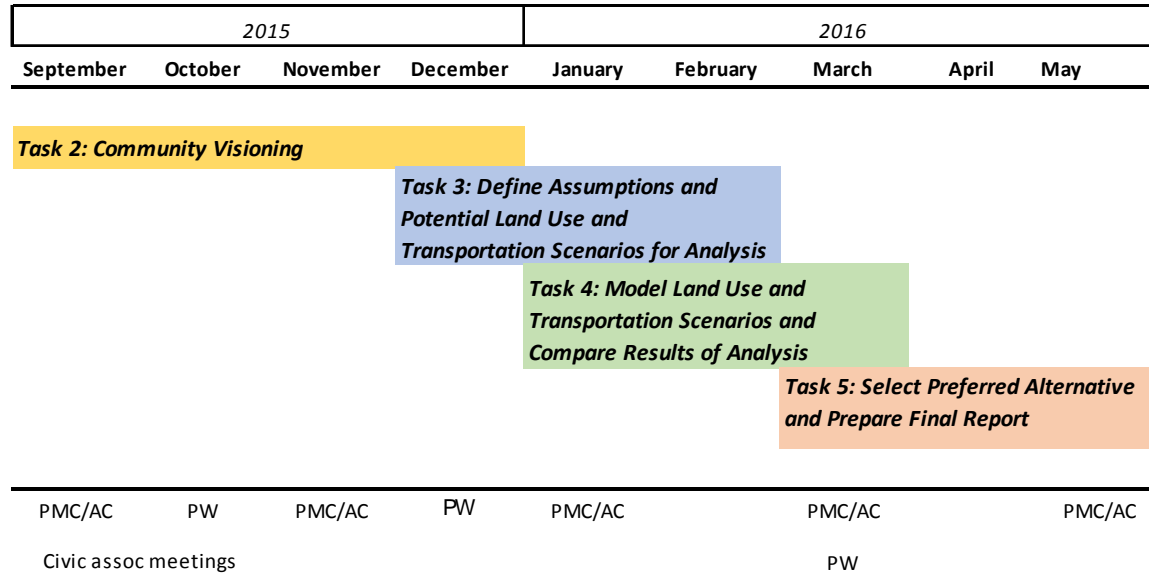 2015 2016
September October November December January February March April May
Task 2: Community Visioning
Task 3: Define Assumptions and
Potential Land Use and
Transportation Scenarios for Analysis
Task 4: Model Land Use and
Transportation Scenarios and
Compare Results of Analysis
Task 5: Select Preferred Alternative
and Prepare Final Report
PMC/AC PW PMC/AC PW PMC/AC PMC/AC PMC/AC
Civic assoc meetings PW